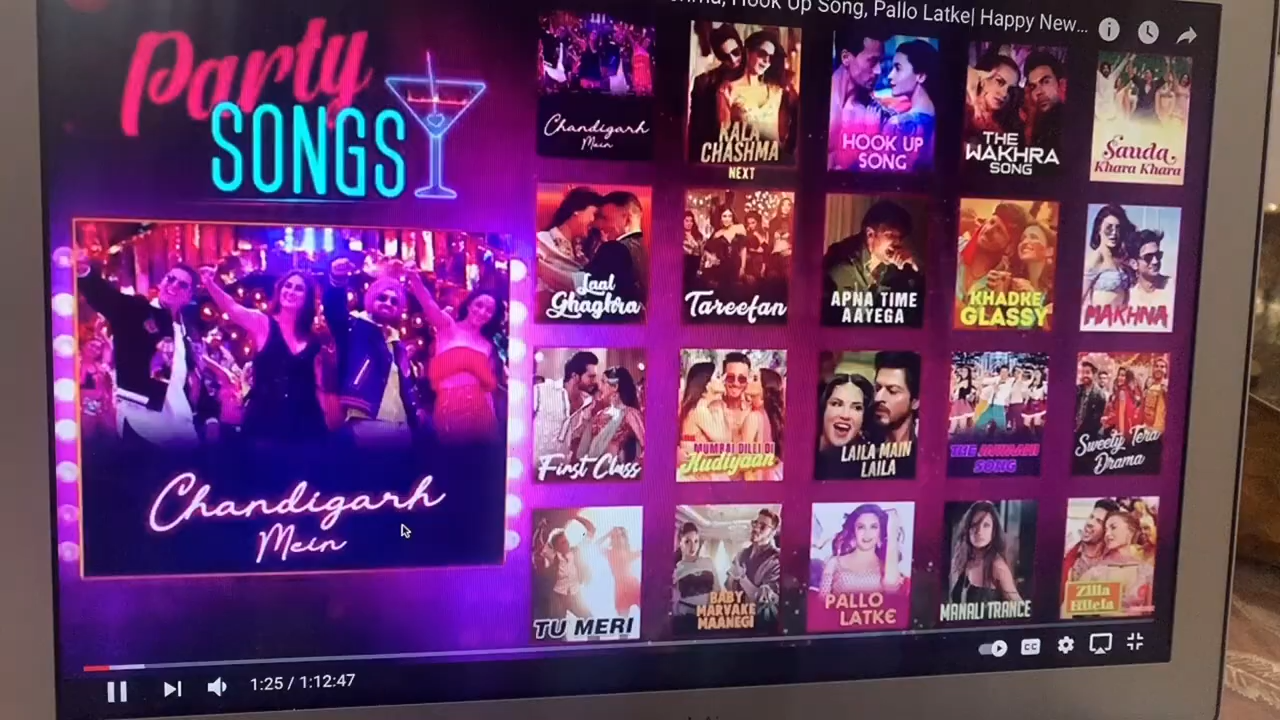 Hook Up Song, Pallo Latke| Happy New...
Party
SONGS
Chandigarh
Mein
Chandigarh
Mein
KALA
CHASHMA
NEXT
HOOK UP
SONG
THE
WAKHRA
SONG
Sauda
Khara Khara
Laal
Ghaghra
Tareefan
APNA TIME
AAYEGA
KHADKE
GLASSY
MAKHNA
First Class
MUMBAI DILLI DI
Kudiyaan
LAILA MAIN
LAILA
THE JAWAANI
SONG
Sweety Tera
Drama
TU MERI
BABY
MARVAKE
MAANEGI
PALLO
LATKE
MANALI TRANCE
Zilla
Hilela
1:25 / 1:12:47
CC